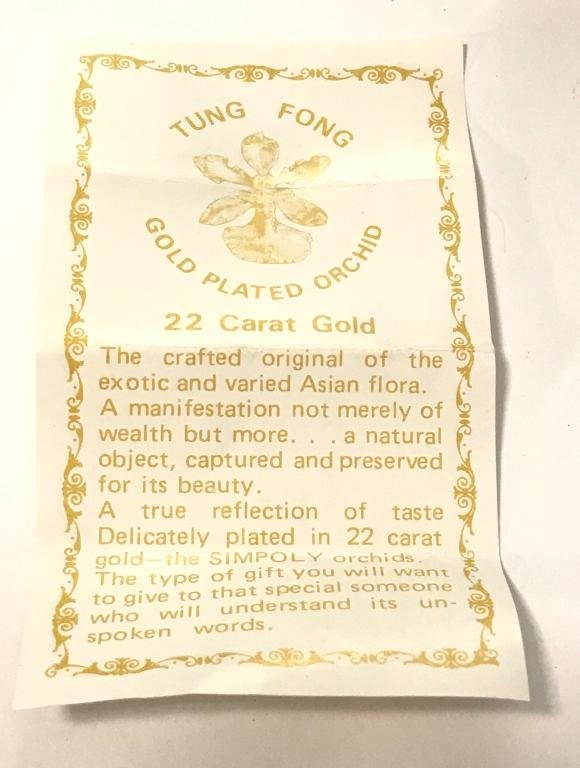 TUNG FONG
GOLD PLATED ORCHID
22 Carat Gold
The crafted original of the
exotic and varied Asian flora.
A manifestation not merely of
wealth but more. . . a natural
object, captured and preserved
for its beauty.
A true reflection of taste
Delicately plated in 22 carat
gold—the SIMPOLY orchids.
The type of gift you will want
to give to that special someone
who will understand its un-
spoken words.